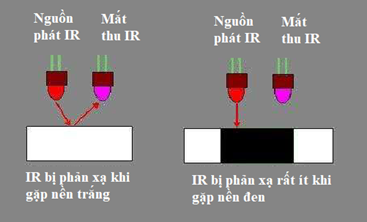 Nguồn
phát IR
Mắt
thu IR
Nguồn
phát IR
Mắt
thu IR
IR bị phản xạ khi
gặp nền trắng
IR bị phản xạ rất ít khi
gặp nền đen